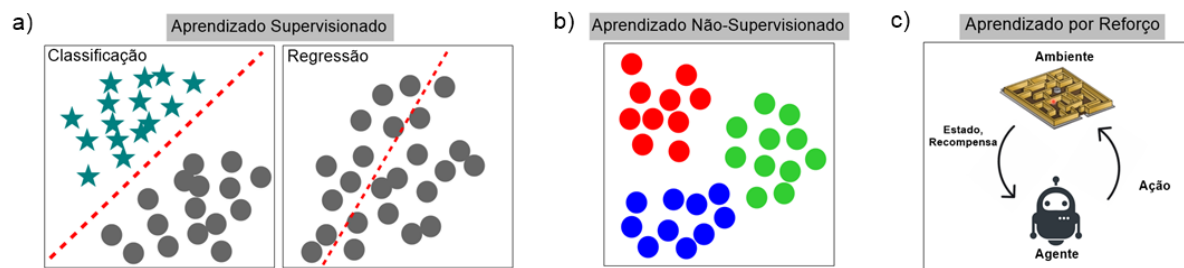 a)
Aprendizado Supervisionado
Classificação
Regressão
b)
Aprendizado Não-Supervisionado
c)
Aprendizado por Reforço
Ambiente
Estado,
Recompensa
Ação
Agente